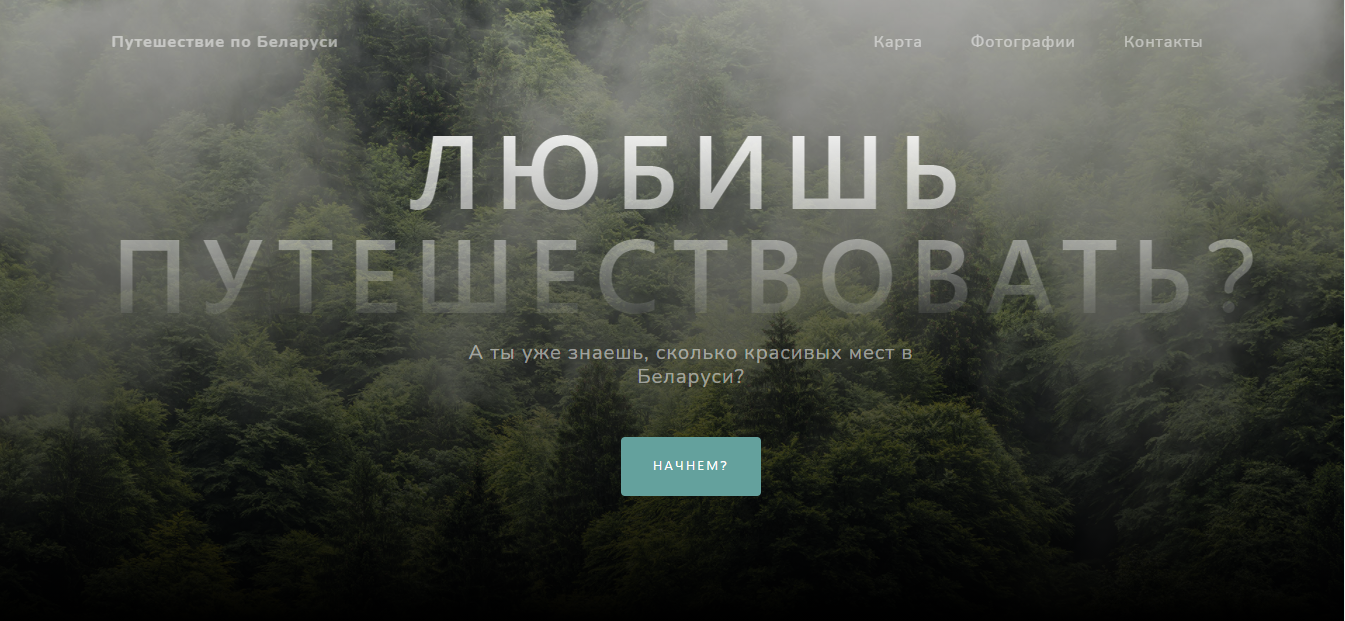 Путешествие по Беларуси
Карта Фотографии Контакты
ЛЮБИШЬ
ПУТЕШЕСТВОВАТЬ?
А ты уже знаешь, сколько красивых мест в
Беларуси?
НАЧНЕМ?